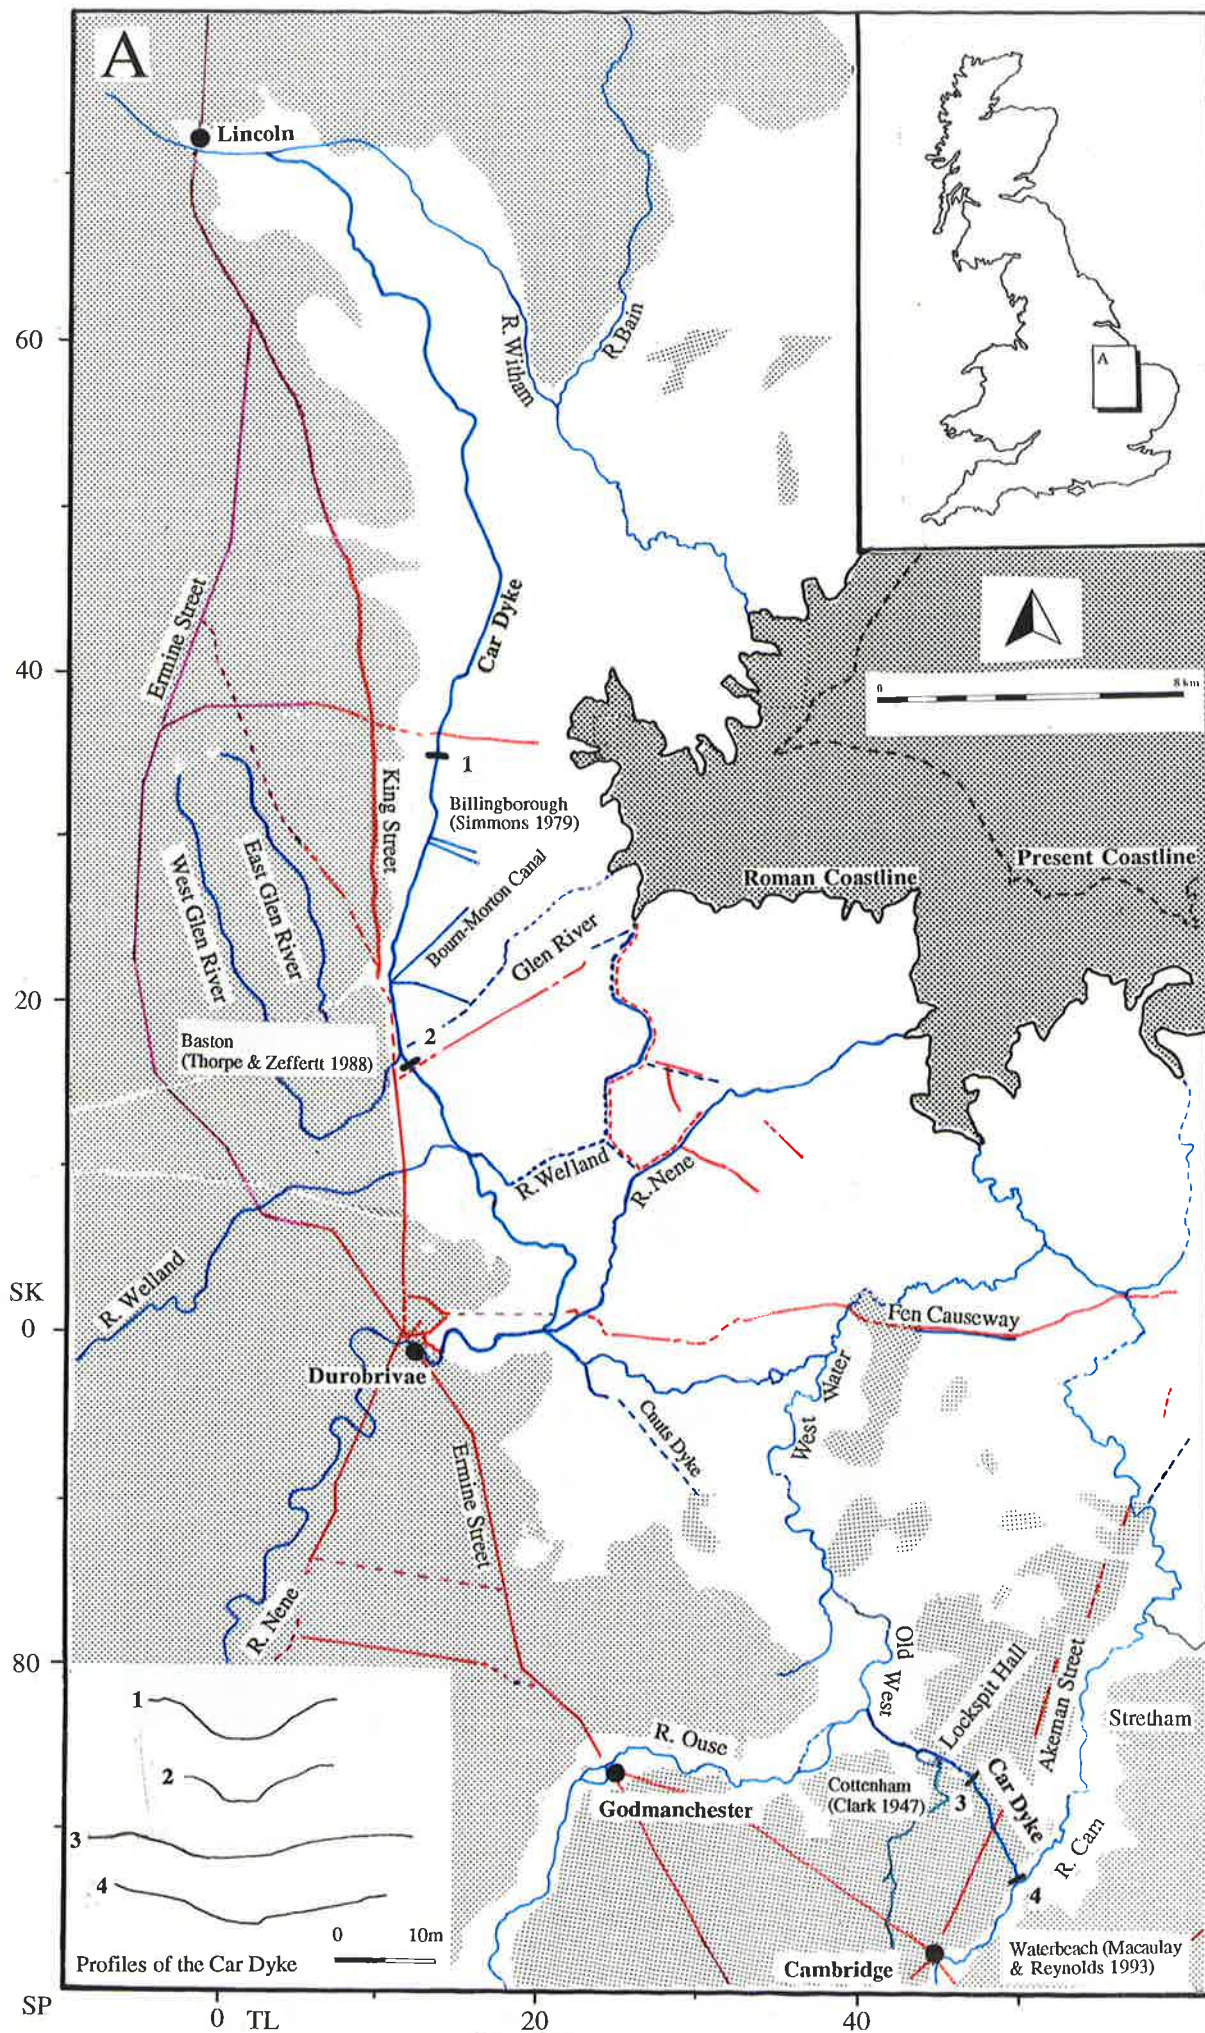 A
Lincoln
60
R. Witham
R.Bain
A
Ermine Street
Car Dyke
40
0
8 km
1
King Street
Billingborough
(Simmons 1979)
West Glen River
East Glen River
Bourn-Morton Canal
Present Coastline
Roman Coastline
Glen River
20
2
Baston
(Thorpe & Zeffertt 1988)
R. Welland
R. Nene
R. Welland
SK
0
Fen Causeway
Durobrivae
West Water
Cnuts Dyke
Ermine Street
R. Nene
80
Old West
Lockspit Hall
Akeman Street
Stretham
R. Ouse
Cottenham
(Clark 1947)
3
Car Dyke
Godmanchester
R. Cam
4
1
2
3
4
0
10m
Profiles of the Car Dyke
Waterbeach (Macaulay
& Reynolds 1993)
Cambridge
SP
0
TL
20
40